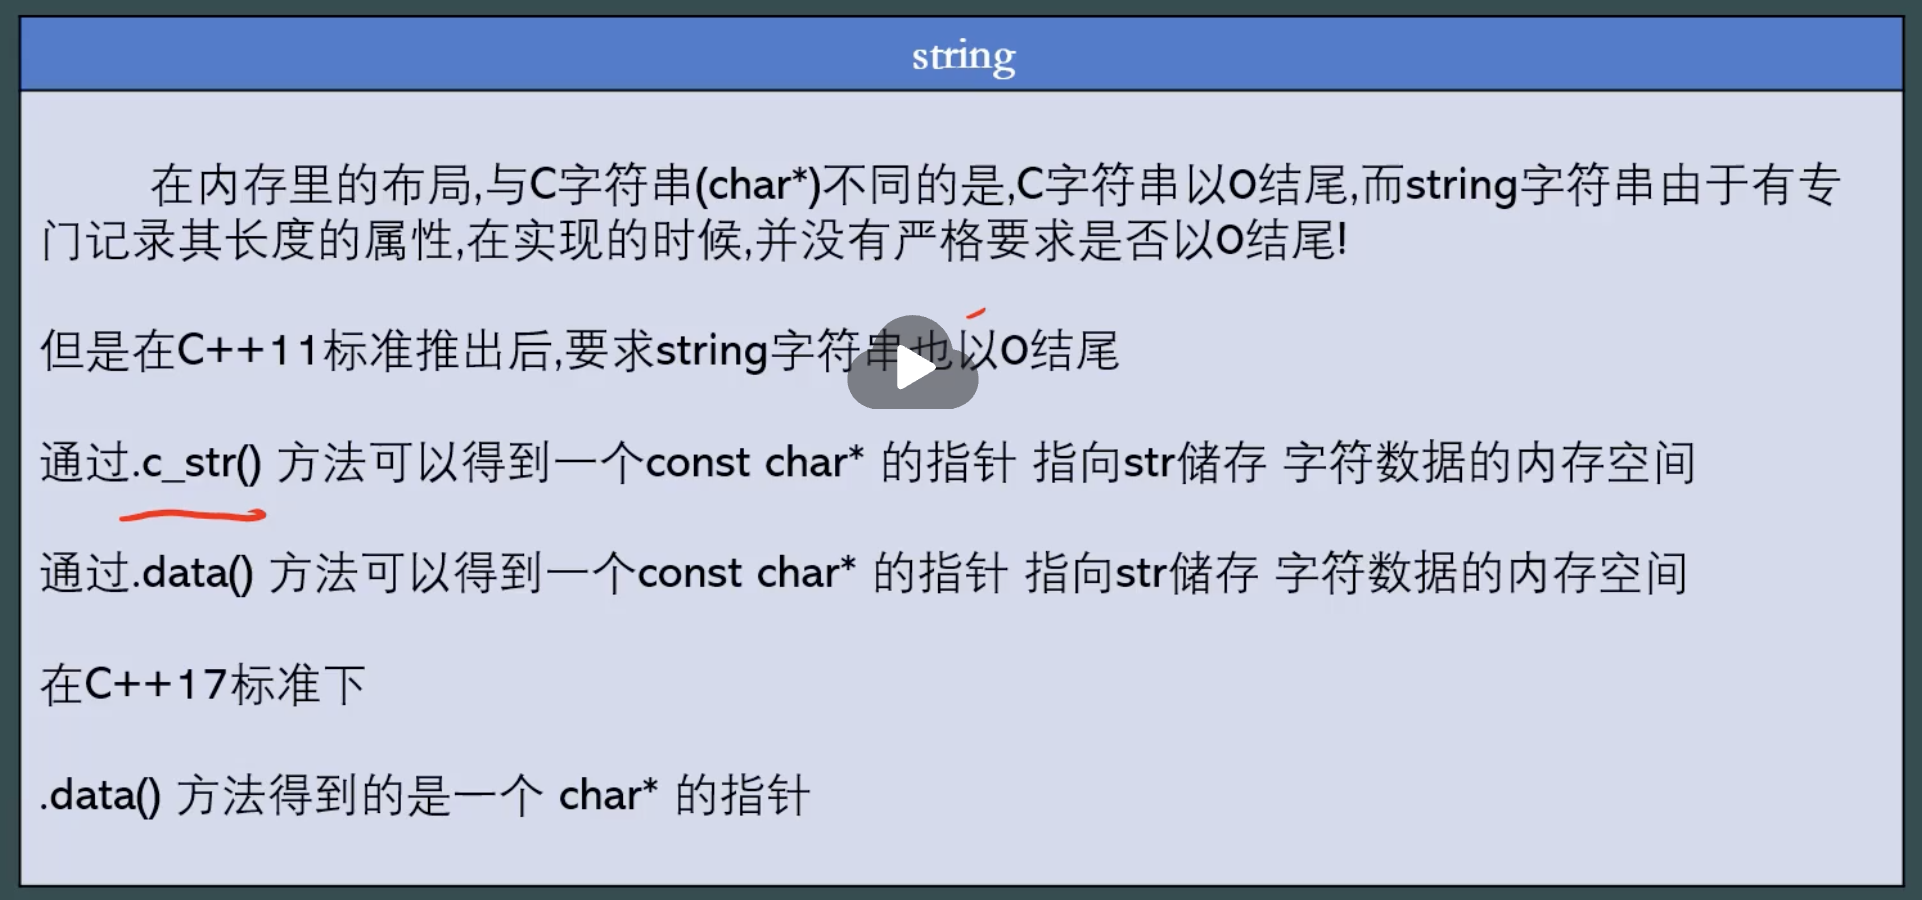 string
在内存里的布局,与C字符串(char*)不同的是,C字符串以0结尾,而string字符串由于有专
门记录其长度的属性,在实现的时候,并没有严格要求是否以0结尾!
但是在C++11标准推出后,要求string字符串也以0结尾
通过.c_str() 方法可以得到一个const char* 的指针 指向str储存 字符数据的内存空间
通过.data() 方法可以得到一个const char* 的指针 指向str储存 字符数据的内存空间
在C++17标准下
.data() 方法得到的是一个 char* 的指针